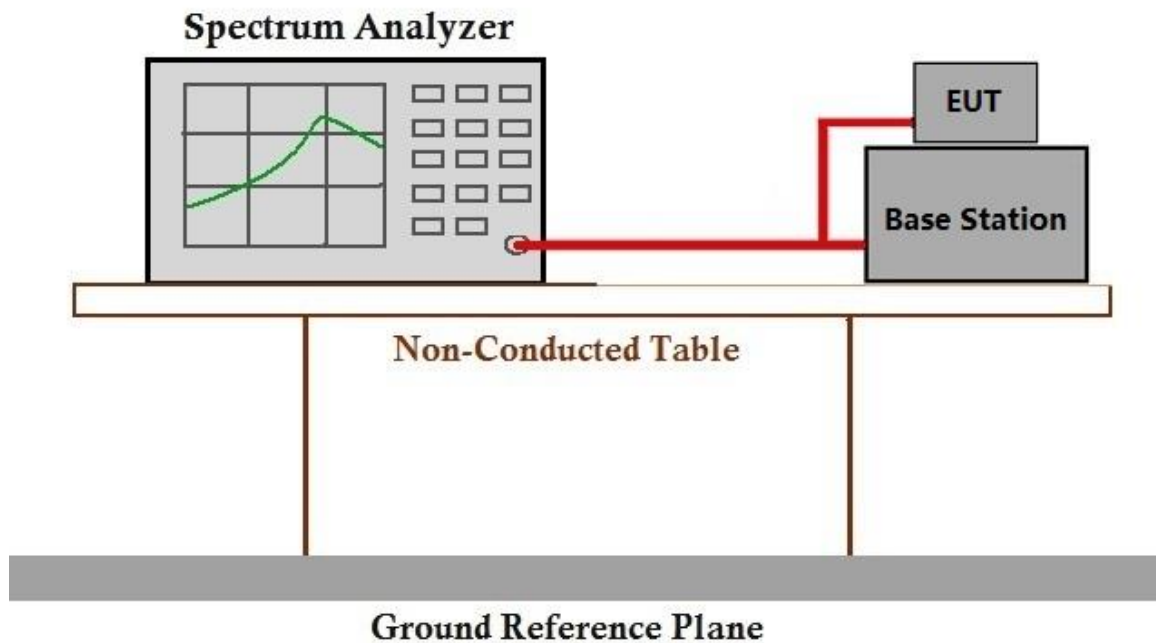 Spectrum Analyzer
EUT
Base Station
Non-Conducted Table
Ground Reference Plane